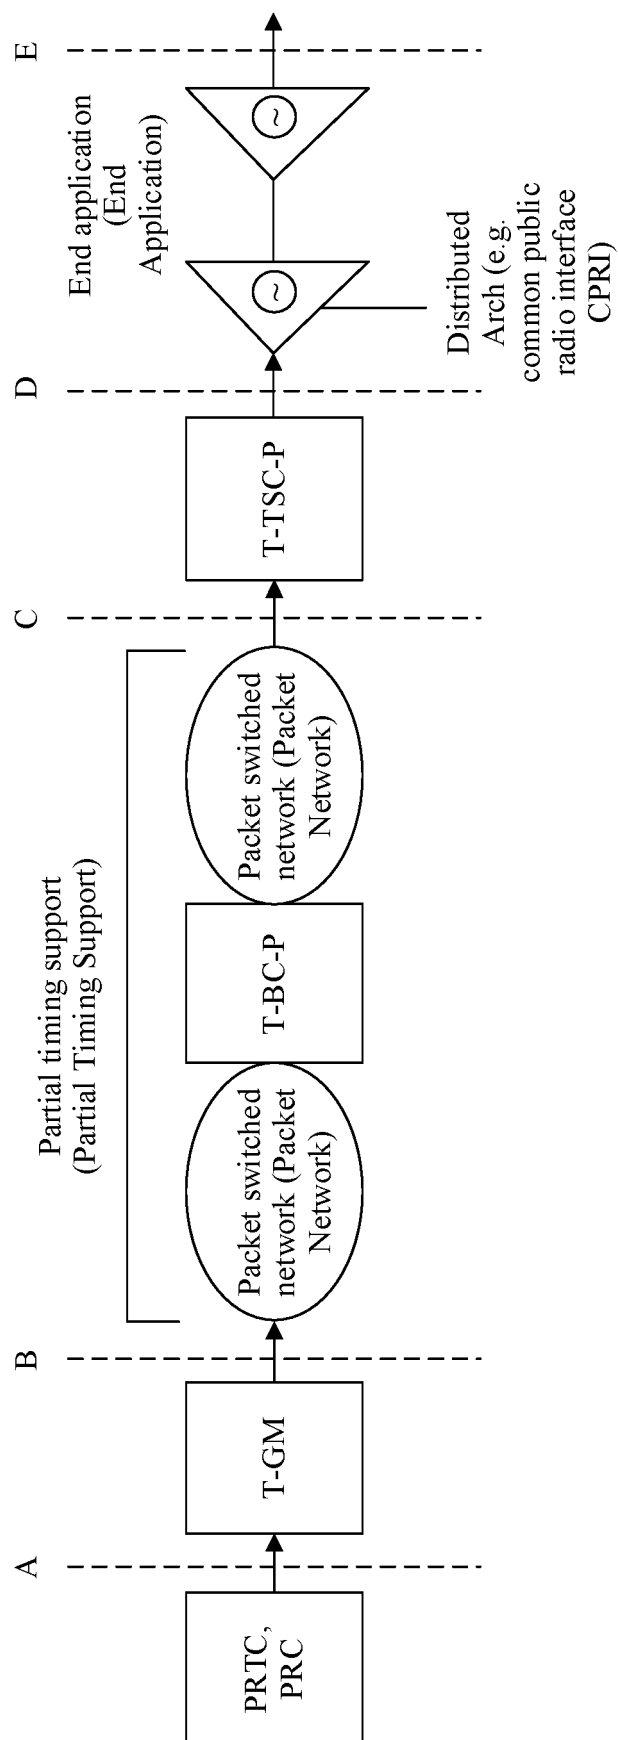 A
B
C
D
E
Partial timing support
(Partial Timing Support)
End application
(End
Application)
PRTC,
PRC
T-GM
Packet switched
network (Packet
Network)
T-BC-P
Packet switched
network (Packet
Network)
T-TSC-P
~
~
Distributed
Arch (e.g.
common public
radio interface
CPRI)